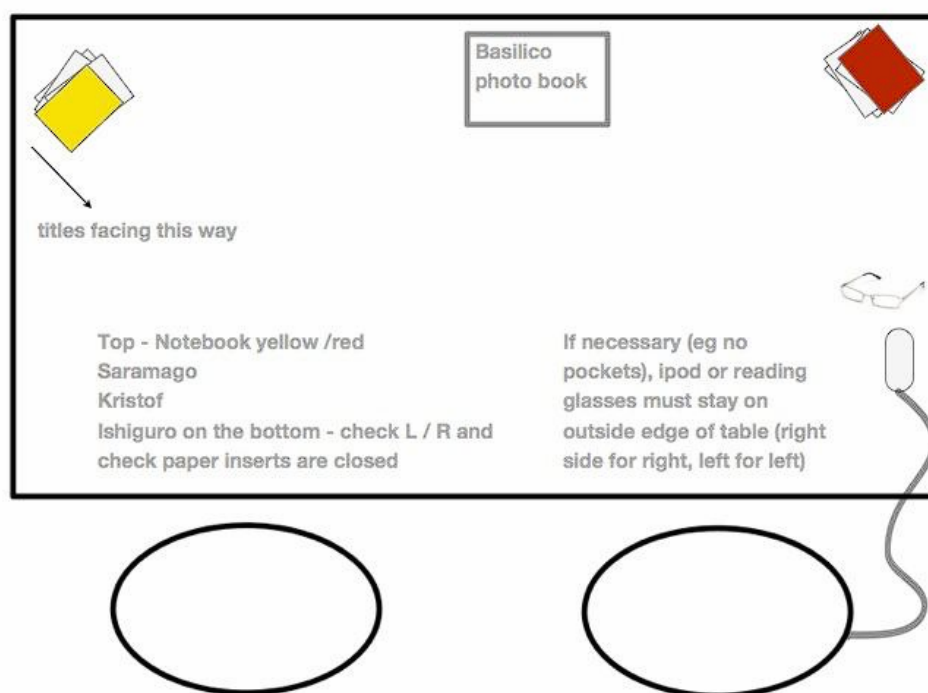 Basilico
photo book
titles facing this way
Top - Notebook yellow /red
Saramago
Kristof
Ishiguro on the bottom - check L / R and
check paper inserts are closed
If necessary (eg no
pockets), ipod or reading
glasses must stay on
outside edge of table (right
side for right, left for left)